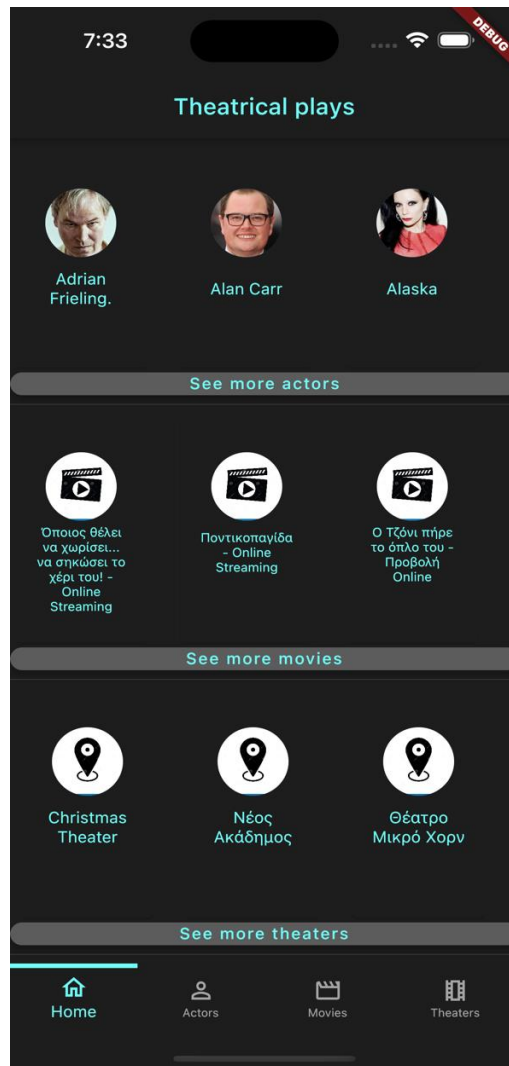 7:33
DEBUG
Theatrical plays
Adrian
Frieling.
Alan Carr
Alaska
See more actors
Όποιος θέλει
να χωρίσει...
να σηκώσει το
χέρι του! -
Online
Streaming
Ποντικοπαγίδα
- Online
Streaming
Ο Τζόνι πήρε
το όπλο του -
Προβολή
Online
See more movies
Christmas
Theater
Νέος
Ακάδημος
Θέατρο
Μικρό Χορν
See more theaters
Home
Actors
Movies
Theaters